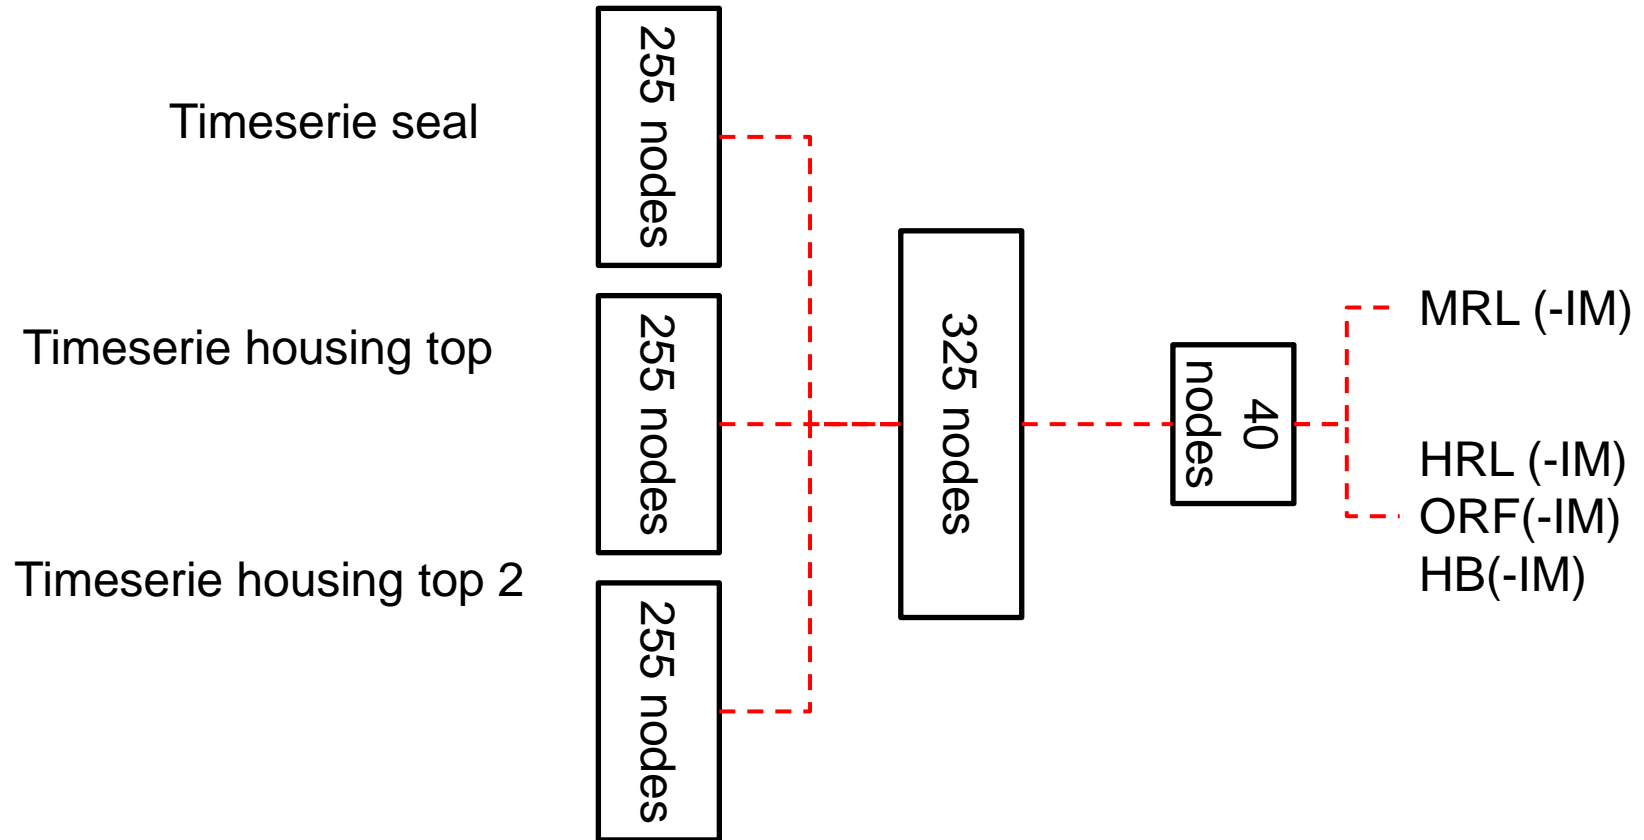 Timeserie seal
255 nodes
Timeserie housing top
255 nodes
Timeserie housing top 2
255 nodes
325 nodes
40
nodes
MRL (-IM)
HRL (-IM)
ORF(-IM)
HB(-IM)